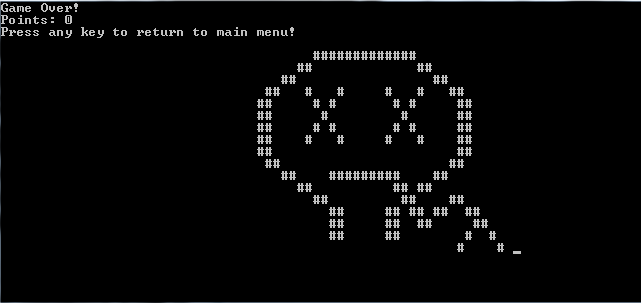 Game Over!
Points: 0
Press any key to return to main menu!